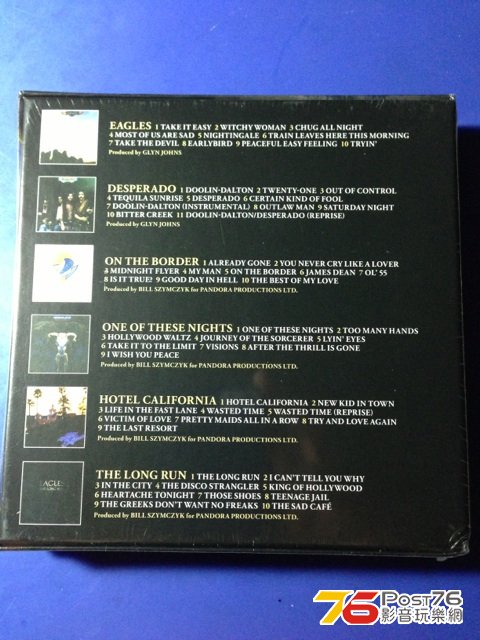 EAGLES 1 TAKE IT EASY 2 WITCHY WOMAN 3 CHUG ALL NIGHT
4 MOST OF US ARE SAD 5 NIGHTINGALE 6 TRAIN LEAVES HERE THIS MORNING
7 TAKE THE DEVIL 8 EARLYBIRD 9 PEACEFUL EASY FEELING 10 TRYIN'
Produced by GLYN JOHNS
DESPERADO 1 DOOLIN-DALTON 2 TWENTY-ONE 3 OUT OF CONTROL
4 TEQUILA SUNRISE 5 DESPERADO 6 CERTAIN KIND OF FOOL
7 DOOLIN-DALTON (INSTRUMENTAL) 8 OUTLAW MAN 9 SATURDAY NIGHT
10 BITTER CREEK 11 DOOLIN-DALTON/DESPERADO (REPRISE)
Produced by GLYN JOHNS
ON THE BORDER 1 ALREADY GONE 2 YOU NEVER CRY LIKE A LOVER
3 MIDNIGHT FLYER 4 MY MAN 5 ON THE BORDER 6 JAMES DEAN 7 OL' 55
8 IS IT TRUE? 9 GOOD DAY IN HELL 10 THE BEST OF MY LOVE
Produced by BILL SZYMCZYK for PANDORA PRODUCTIONS LTD.
ONE OF THESE NIGHTS 1 ONE OF THESE NIGHTS 2 TOO MANY HANDS
3 HOLLYWOOD WALTZ 4 JOURNEY OF THE SORCERER 5 LYIN' EYES
6 TAKE IT TO THE LIMIT 7 VISIONS 8 AFTER THE THRILL IS GONE
9 I WISH YOU PEACE
Produced by BILL SZYMCZYK for PANDORA PRODUCTIONS LTD.
HOTEL CALIFORNIA 1 HOTEL CALIFORNIA 2 NEW KID IN TOWN
3 LIFE IN THE FAST LANE 4 WASTED TIME 5 WASTED TIME (REPRISE)
6 VICTIM OF LOVE 7 PRETTY MAIDS ALL IN A ROW 8 TRY AND LOVE AGAIN
9 THE LAST RESORT
Produced by BILL SZYMCZYK for PANDORA PRODUCTIONS LTD.
EAGLES
THE LONG RUN 1 THE LONG RUN 2 I CAN'T TELL YOU WHY
3 IN THE CITY 4 THE DISCO STRANGLER 5 KING OF HOLLYWOOD
6 HEARTACHE TONIGHT 7 THOSE SHOES 8 TEENAGE JAIL
9 THE GREEKS DON'T WANT NO FREAKS 10 THE SAD CAFÉ
Produced by BILL SZYMCZYK for PANDORA PRODUCTIONS LTD.
76 Post76
影音玩樂網